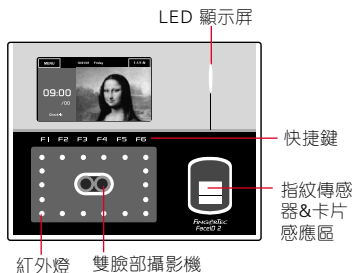 LED 顯示屏
MENU
Friday
09:00
/00
F1 F2 F3 F4 F5 F6
快捷鍵
指紋傳感
器&卡片
感應區
FINGERTEC
FaceID 2
紅外燈
雙臉部攝影機